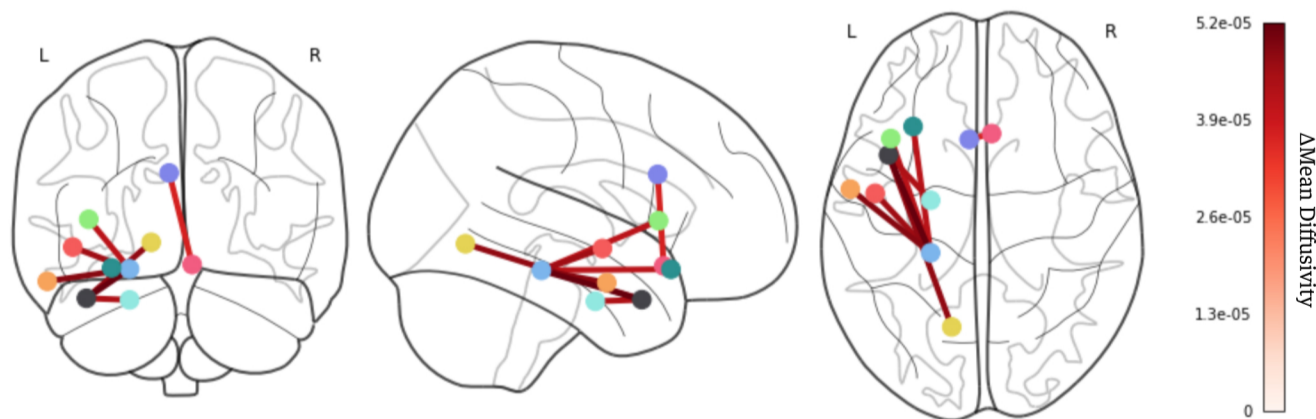 L
R
L
R
5.2e-05
3.9e-05
2.6e-05
1.3e-05
0
ΔMean Diffusivity